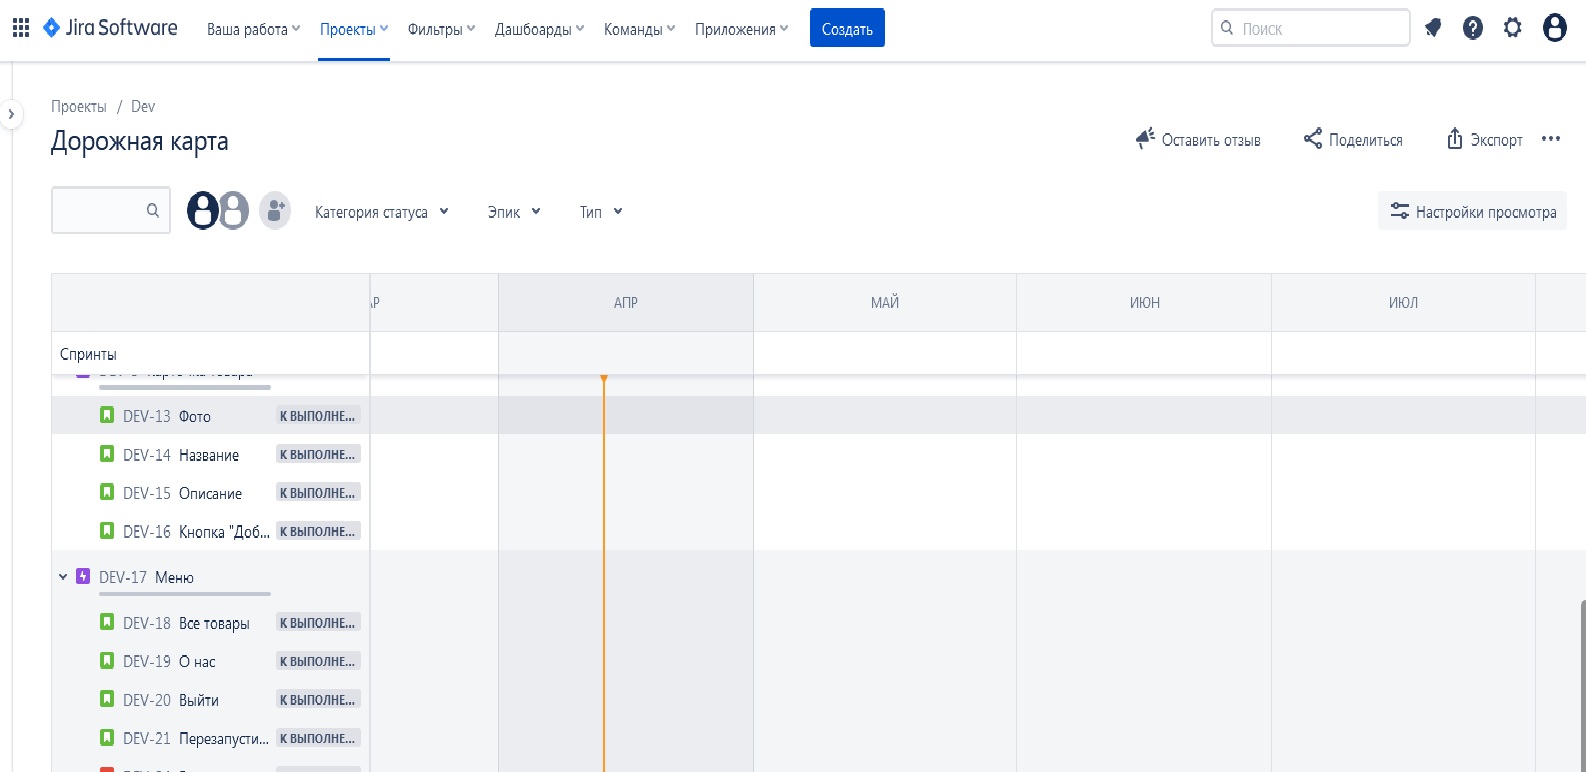 Jira Software
Ваша работа Проекты Фильтры Дашбоарды Команды Приложения Создать Поиск
Проекты / Dev
Дорожная карта
Оставить отзыв Поделиться Экспорт
Категория статуса Эпик Тип Настройки просмотра
АР АПР МАЙ ИЮН ИЮЛ
Спринты
Карточка товара
DEV-13 Фото К ВЫПОЛНЕ...
DEV-14 Название К ВЫПОЛНЕ...
DEV-15 Описание К ВЫПОЛНЕ...
DEV-16 Кнопка "Доб... К ВЫПОЛНЕ...
DEV-17 Меню
DEV-18 Все товары К ВЫПОЛНЕ...
DEV-19 О нас К ВЫПОЛНЕ...
DEV-20 Выйти К ВЫПОЛНЕ...
DEV-21 Перезапусти... К ВЫПОЛНЕ...